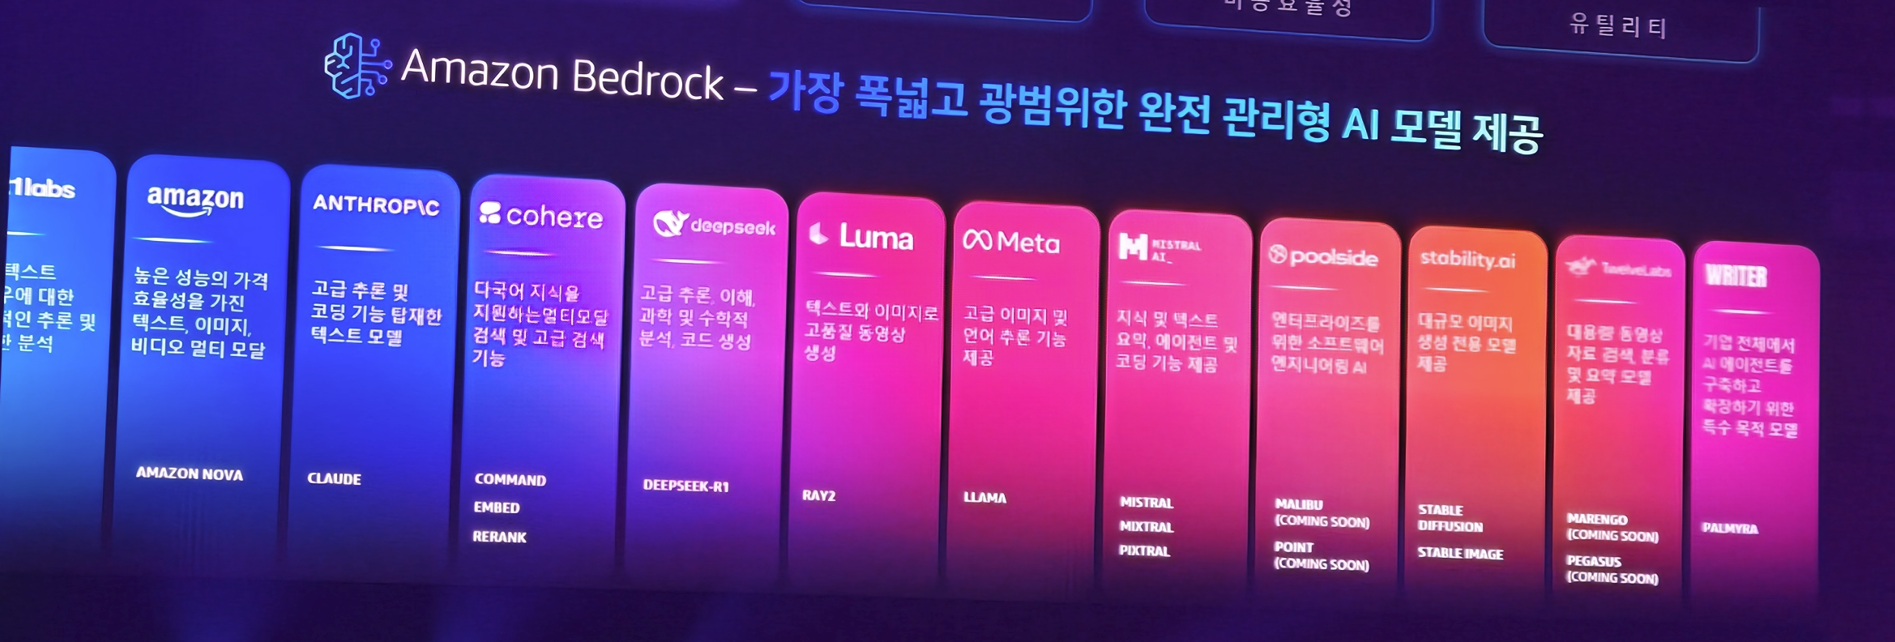 비용효율성
유틸리티
Amazon Bedrock – 가장 폭넓고 광범위한 완전 관리형 AI 모델 제공
1labs
텍스트
대한
추론 및
분석
amazon
높은 성능의 가격
효율성을 가진
텍스트, 이미지,
비디오 멀티 모달
AMAZON NOVA
ANTHROP\C
고급 추론 및
코딩 기능 탑재한
텍스트 모델
CLAUDE
cohere
다국어 지식을
지원하는멀티모달
검색 및 고급 검색
기능
COMMAND
EMBED
RERANK
deepseek
고급 추론, 이해,
과학 및 수학적
분석, 코드 생성
DEEPSEEK-R1
Luma
텍스트와 이미지로
고품질 동영상
생성
RAY2
Meta
고급 이미지 및
언어 추론 기능
제공
LLAMA
MISTRAL
AI_
지식 및 텍스트
요약, 에이전트 및
코딩 기능 제공
MISTRAL
MIXTRAL
PIXTRAL
poolside
엔터프라이즈를
위한 소프트웨어
엔지니어링 AI
MALIBU
(COMING SOON)
POINT
(COMING SOON)
stability.ai
대규모 이미지
생성 전용 모델
제공
STABLE
DIFFUSION
STABLE IMAGE
TwelveLabs
대용량 동영상
자료 검색, 분류
및 요약 모델
제공
MARENGO
(COMING SOON)
PEGASUS
(COMING SOON)
WRITER
기업 전체에서
AI 에이전트를
구축하고
확장하기 위한
특수 목적 모델
PALMYRA